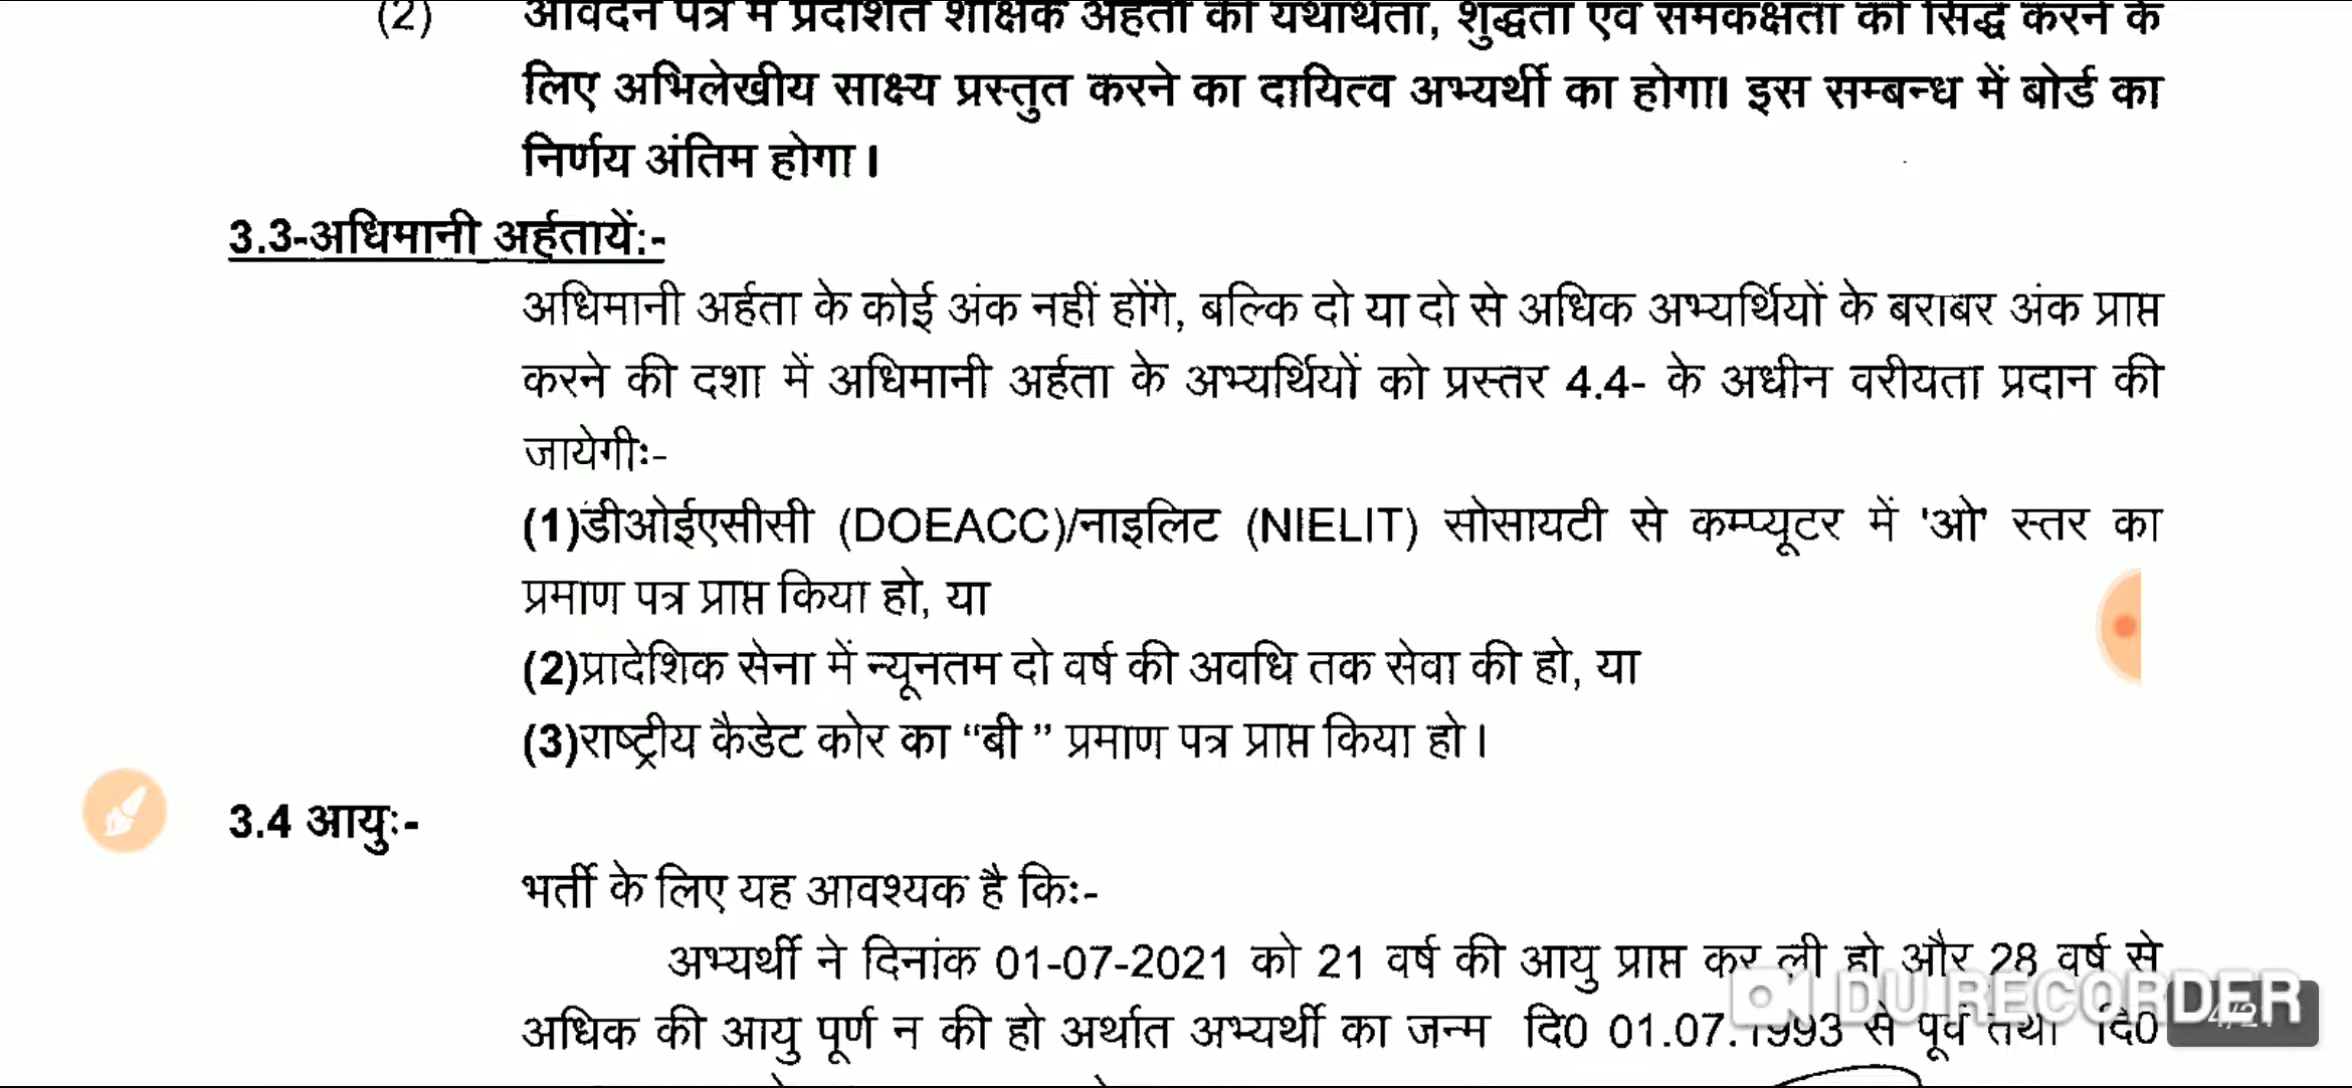 (2) आवेदन पत्र में प्रदर्शित शैक्षिक अर्हता की यथार्थता, शुद्धता एवं समकक्षता को सिद्ध करने के
लिए अभिलेखीय साक्ष्य प्रस्तुत करने का दायित्व अभ्यर्थी का होगा। इस सम्बन्ध में बोर्ड का
निर्णय अंतिम होगा।
3.3-अधिमानी अर्हतायें:-
अधिमानी अर्हता के कोई अंक नहीं होंगे, बल्कि दो या दो से अधिक अभ्यर्थियों के बराबर अंक प्राप्त
करने की दशा में अधिमानी अर्हता के अभ्यर्थियों को प्रस्तर 4.4- के अधीन वरीयता प्रदान की
जायेगीः-
(1)डीओईएसीसी (DOEACC)/नाइलिट (NIELIT) सोसायटी से कम्प्यूटर में 'ओ' स्तर का
प्रमाण पत्र प्राप्त किया हो, या
(2)प्रादेशिक सेना में न्यूनतम दो वर्ष की अवधि तक सेवा की हो, या
(3)राष्ट्रीय कैडेट कोर का “बी ” प्रमाण पत्र प्राप्त किया हो।
3.4 आयुः-
भर्ती के लिए यह आवश्यक है किः-
अभ्यर्थी ने दिनांक 01-07-2021 को 21 वर्ष की आयु प्राप्त कर ली हो और 28 वर्ष से
DU RECORDER
अधिक की आयु पूर्ण न की हो अर्थात अभ्यर्थी का जन्म दि0 01.07.1993 से पूर्व तथा दि0
4/21